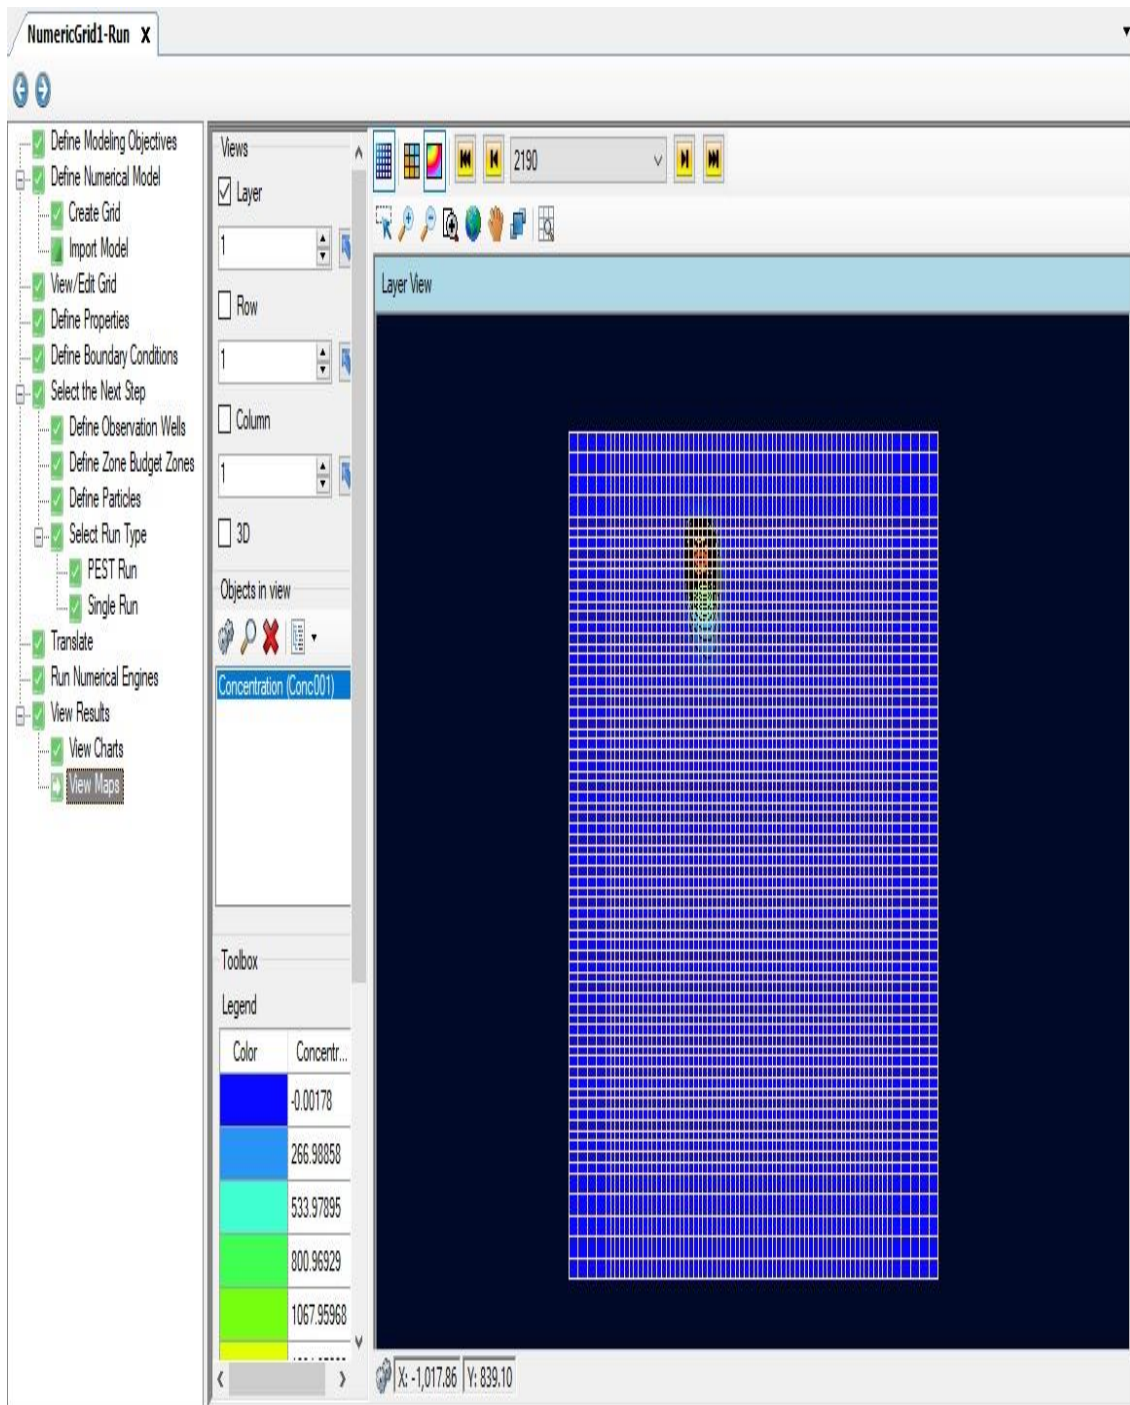 NumericGrid1-Run X
Define Modeling Objectives
Define Numerical Model
Create Grid
Import Model
View/Edit Grid
Define Properties
Define Boundary Conditions
Select the Next Step
Define Observation Wells
Define Zone Budget Zones
Define Particles
Select Run Type
PEST Run
Single Run
Translate
Run Numerical Engines
View Results
View Charts
View Maps
Views
Layer
1
Row
1
Column
1
3D
Objects in view
Concentration (Conc001)
Toolbox
Legend
Color Concentr...
-0.00178
266.98858
533.97895
800.96929
1067.95968
2190
Layer View
X: -1,017.86 Y: 839.10